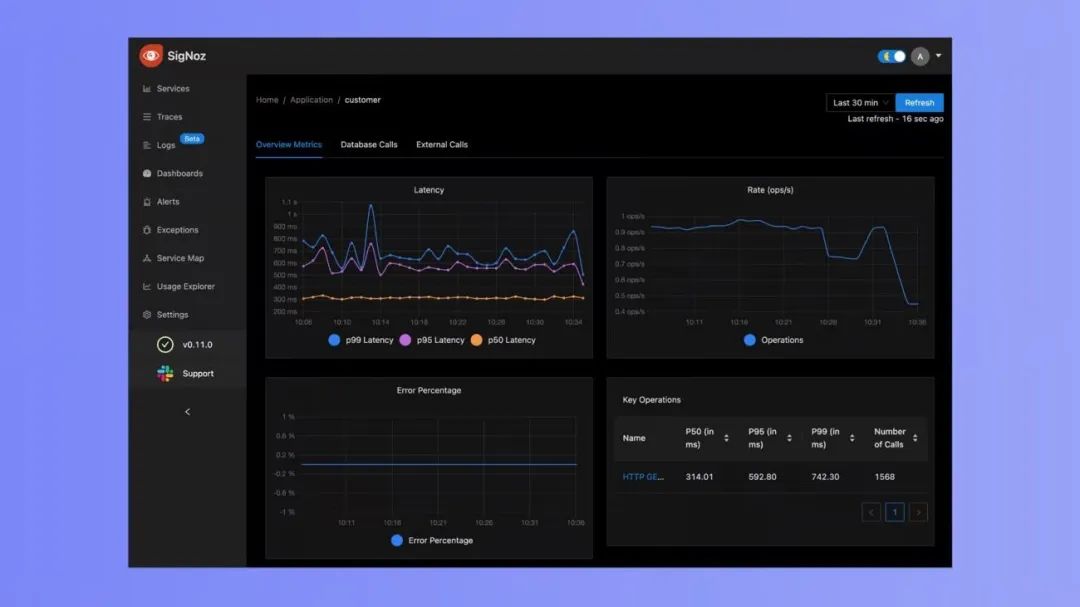 SigNoz
A
Services
Traces
Logs Beta
Dashboards
Alerts
Exceptions
Service Map
Usage Explorer
Settings
v0.11.0
Support
Home / Application / customer
Last 30 min
Refresh
Last refresh - 16 sec ago
Overview Metrics Database Calls External Calls
Latency
1.1 s
1 s
900 ms
800 ms
700 ms
600 ms
500 ms
400 ms
300 ms
200 ms
10:06 10:10 10:14 10:18 10:22 10:26 10:30 10:34
p99 Latency p95 Latency p50 Latency
Rate (ops/s)
1 ops/s
0.9 ops/s
0.8 ops/s
0.7 ops/s
0.6 ops/s
0.5 ops/s
0.4 ops/s
10:11 10:16 10:21 10:26 10:31 10:36
Operations
Error Percentage
1 %
0.6 %
0.2 %
-0.2 %
-0.6 %
-1 %
10:11 10:16 10:21 10:26 10:31 10:36
Error Percentage
Key Operations
Name P50 (in ms) P95 (in ms) P99 (in ms) Number of Calls
HTTP GE... 314.01 592.80 742.30 1568
< 1 >